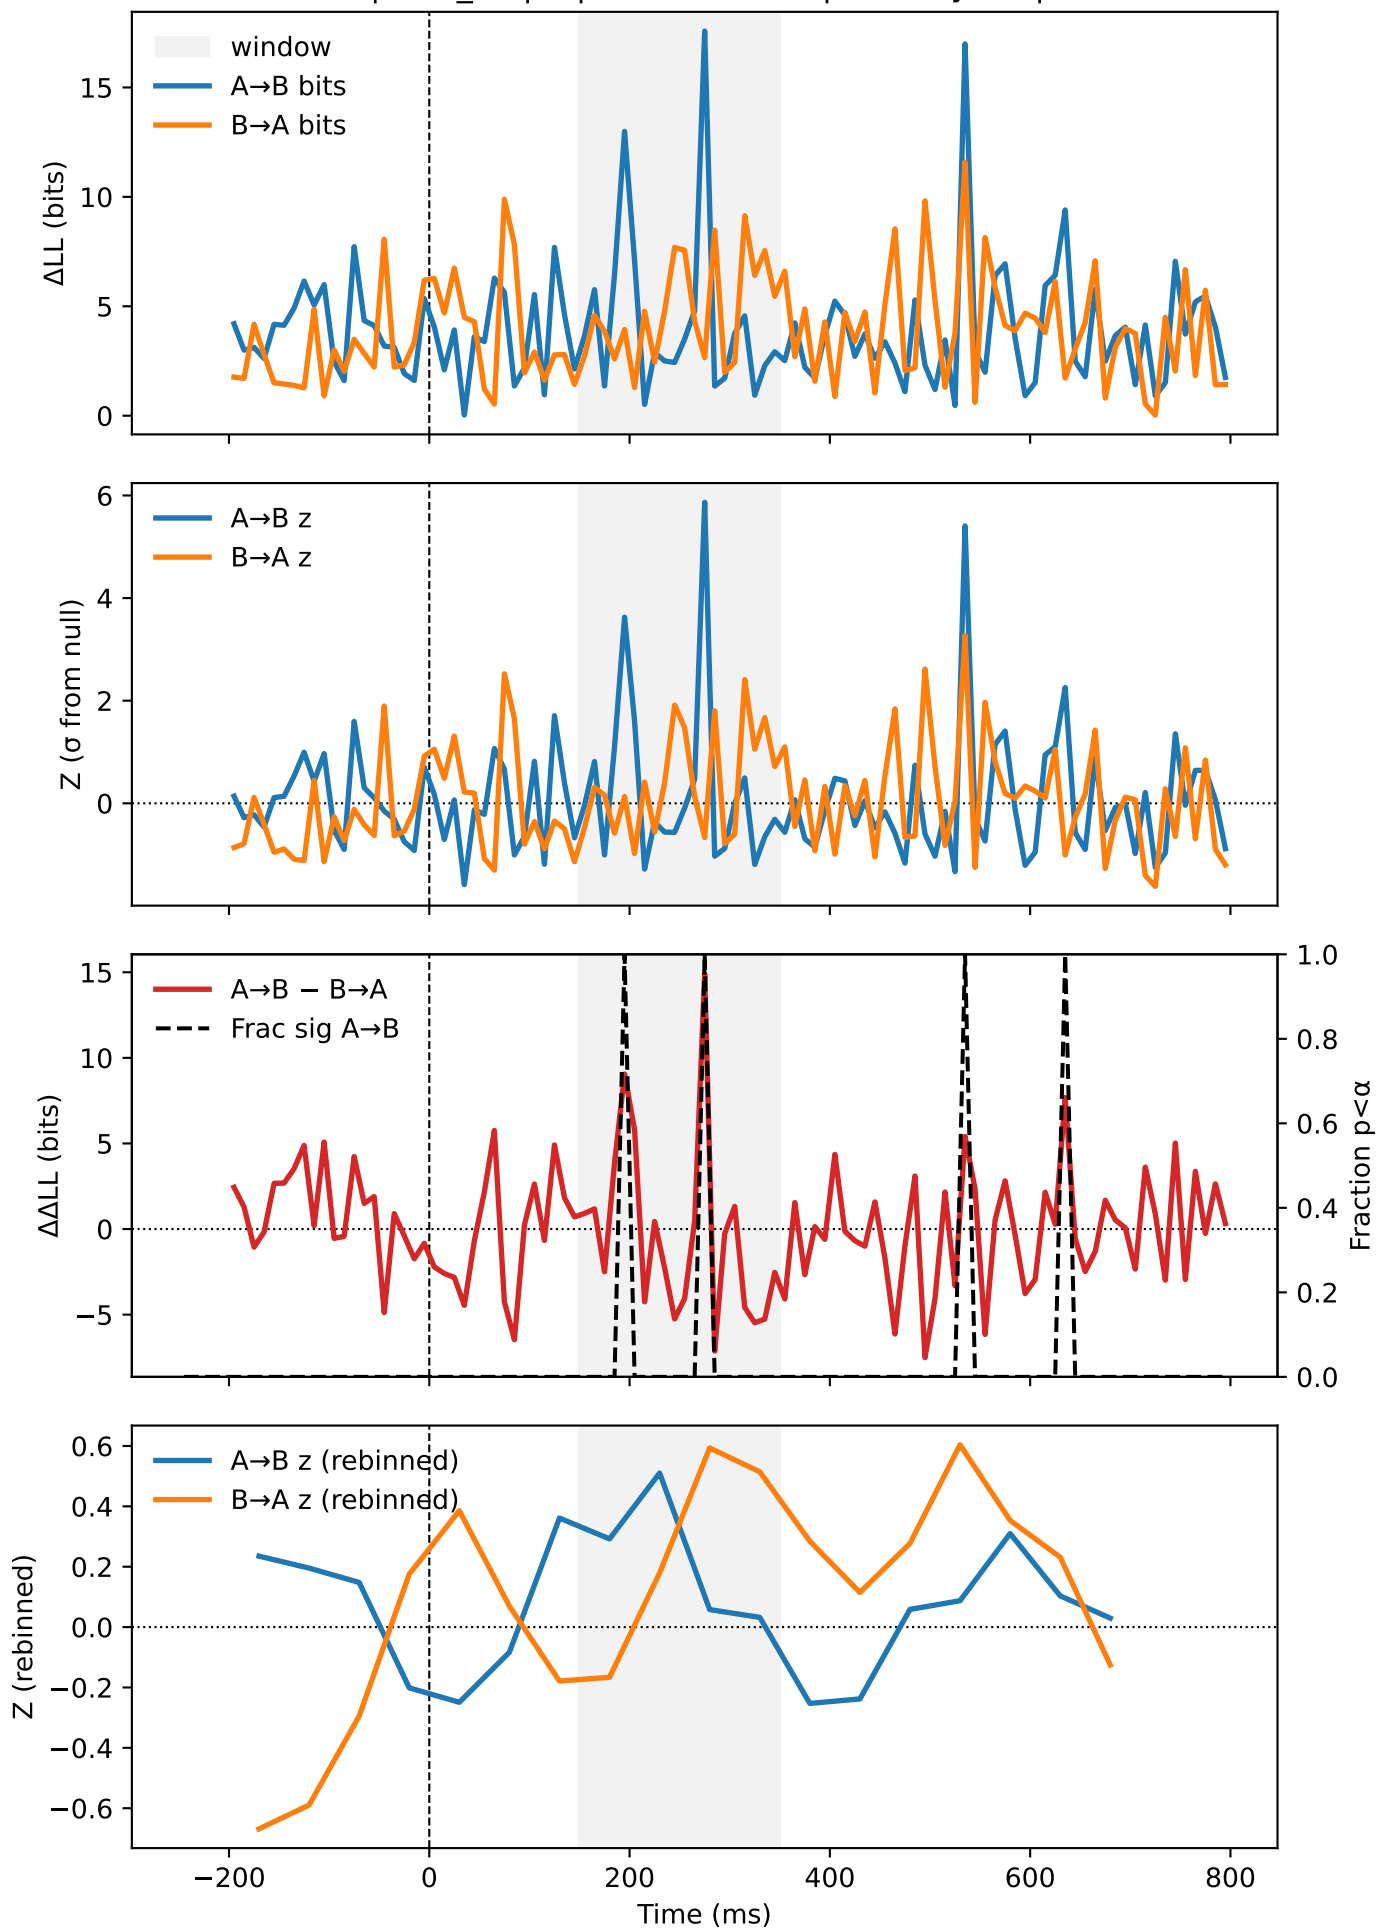 window
A→B bits
B→A bits
15
10
5
0
ΔLL (bits)
A→B z
B→A z
6
4
2
0
Z (σ from null)
A→B − B→A
Frac sig A→B
15
10
5
0
−5
ΔΔLL (bits)
1.0
0.8
0.6
0.4
0.2
0.0
Fraction p<α
A→B z (rebinned)
B→A z (rebinned)
0.6
0.4
0.2
0.0
−0.2
−0.4
−0.6
Z (rebinned)
−200 0 200 400 600 800
Time (ms)